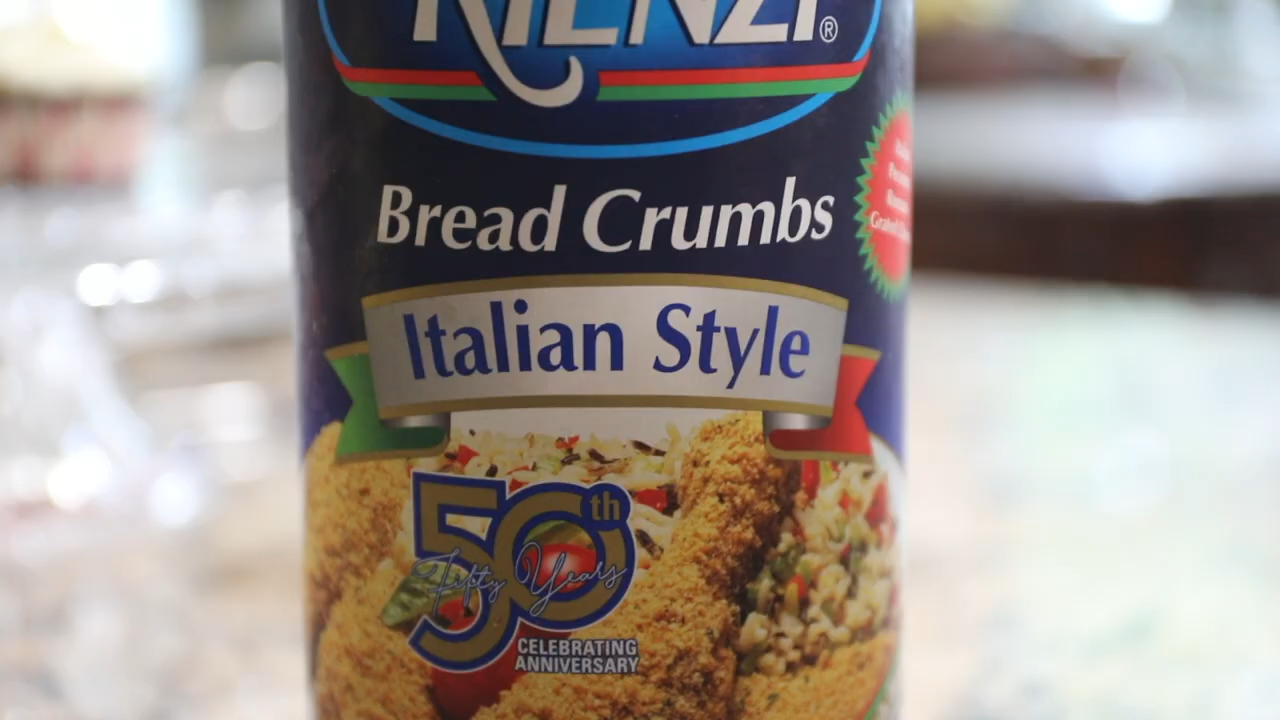 RIENZI®
Bread Crumbs
Italian Style
50th
Fifty Years
CELEBRATING
ANNIVERSARY